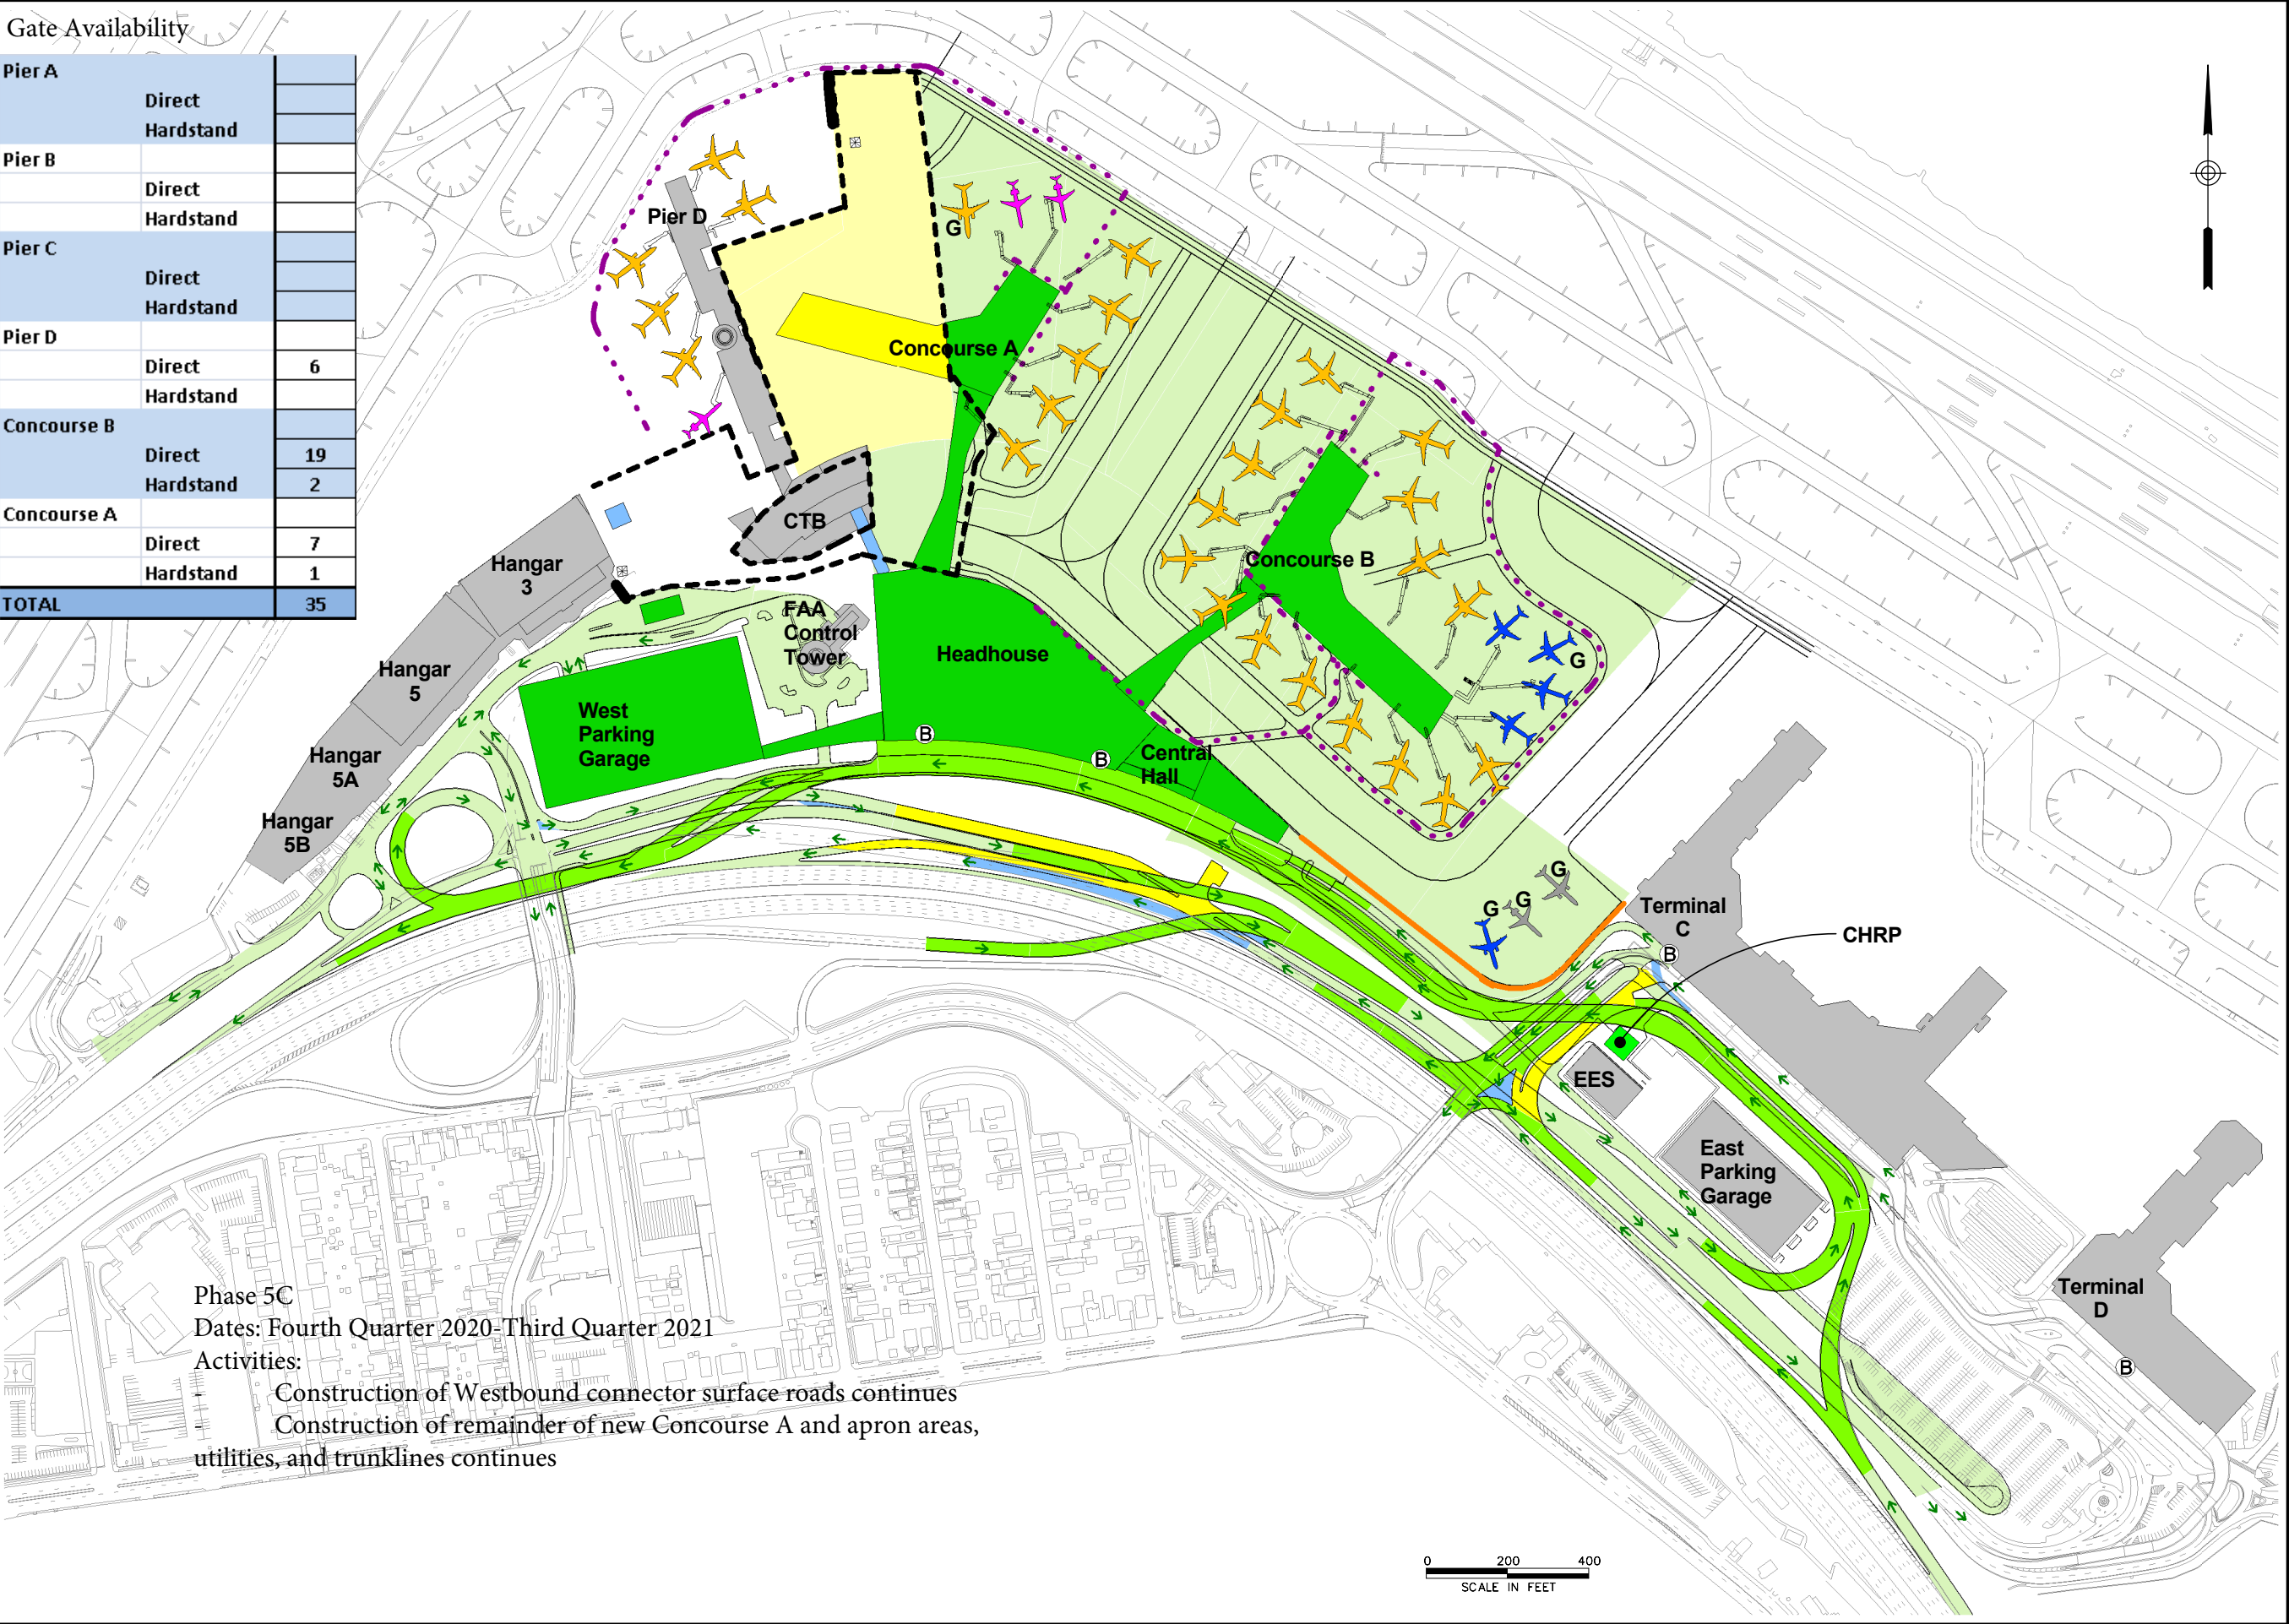 Gate Availability
Pier A
Direct
Hardstand
Pier B
Direct
Hardstand
Pier C
Direct
Hardstand
Pier D
Direct 6
Hardstand
Concourse B
Direct 19
Hardstand 2
Concourse A
Direct 7
Hardstand 1
TOTAL 35
Pier D
G
Concourse A
CTB
Concourse B
Hangar
3
FAA
Control
Tower
Headhouse
G
Hangar
5
West
Parking
Garage
B
B
Central
Hall
Hangar
5A
Hangar
5B
G
G
G
Terminal
C
B
CHRP
EES
East
Parking
Garage
Terminal
D
B
Phase 5C
Dates: Fourth Quarter 2020-Third Quarter 2021
Activities:
- Construction of Westbound connector surface roads continues
- Construction of remainder of new Concourse A and apron areas,
utilities, and trunklines continues
0 200 400
SCALE IN FEET